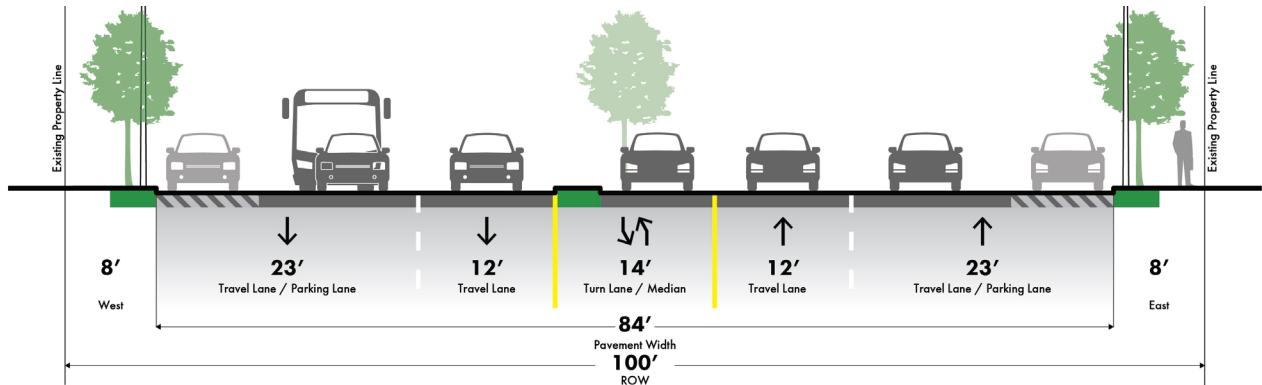 Existing Property Line
Existing Property Line
8′
23′
12′
14′
12′
23′
8′
Travel Lane / Parking Lane
Travel Lane
Turn Lane / Median
Travel Lane
Travel Lane / Parking Lane
West
East
84′
Pavement Width
100′
ROW